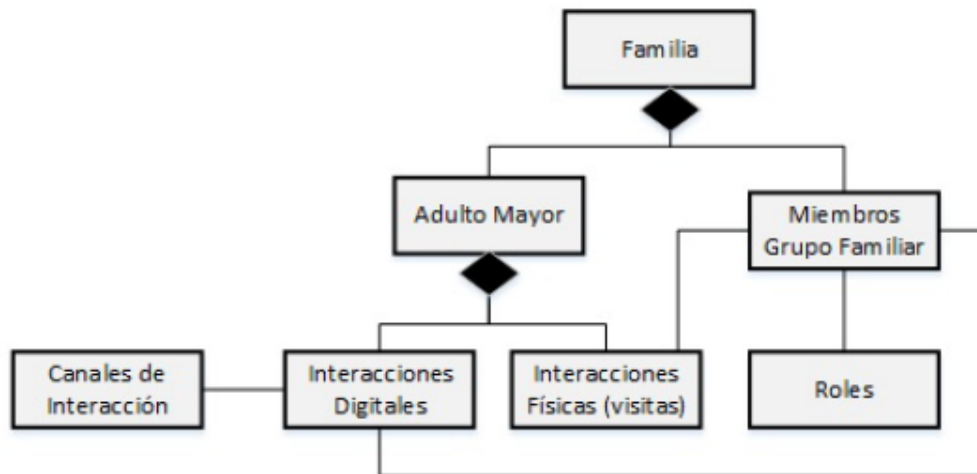 Familia
Adulto Mayor
Miembros
Grupo Familiar
Canales de
Interacción
Interacciones
Digitales
Interacciones
Físicas (visitas)
Roles